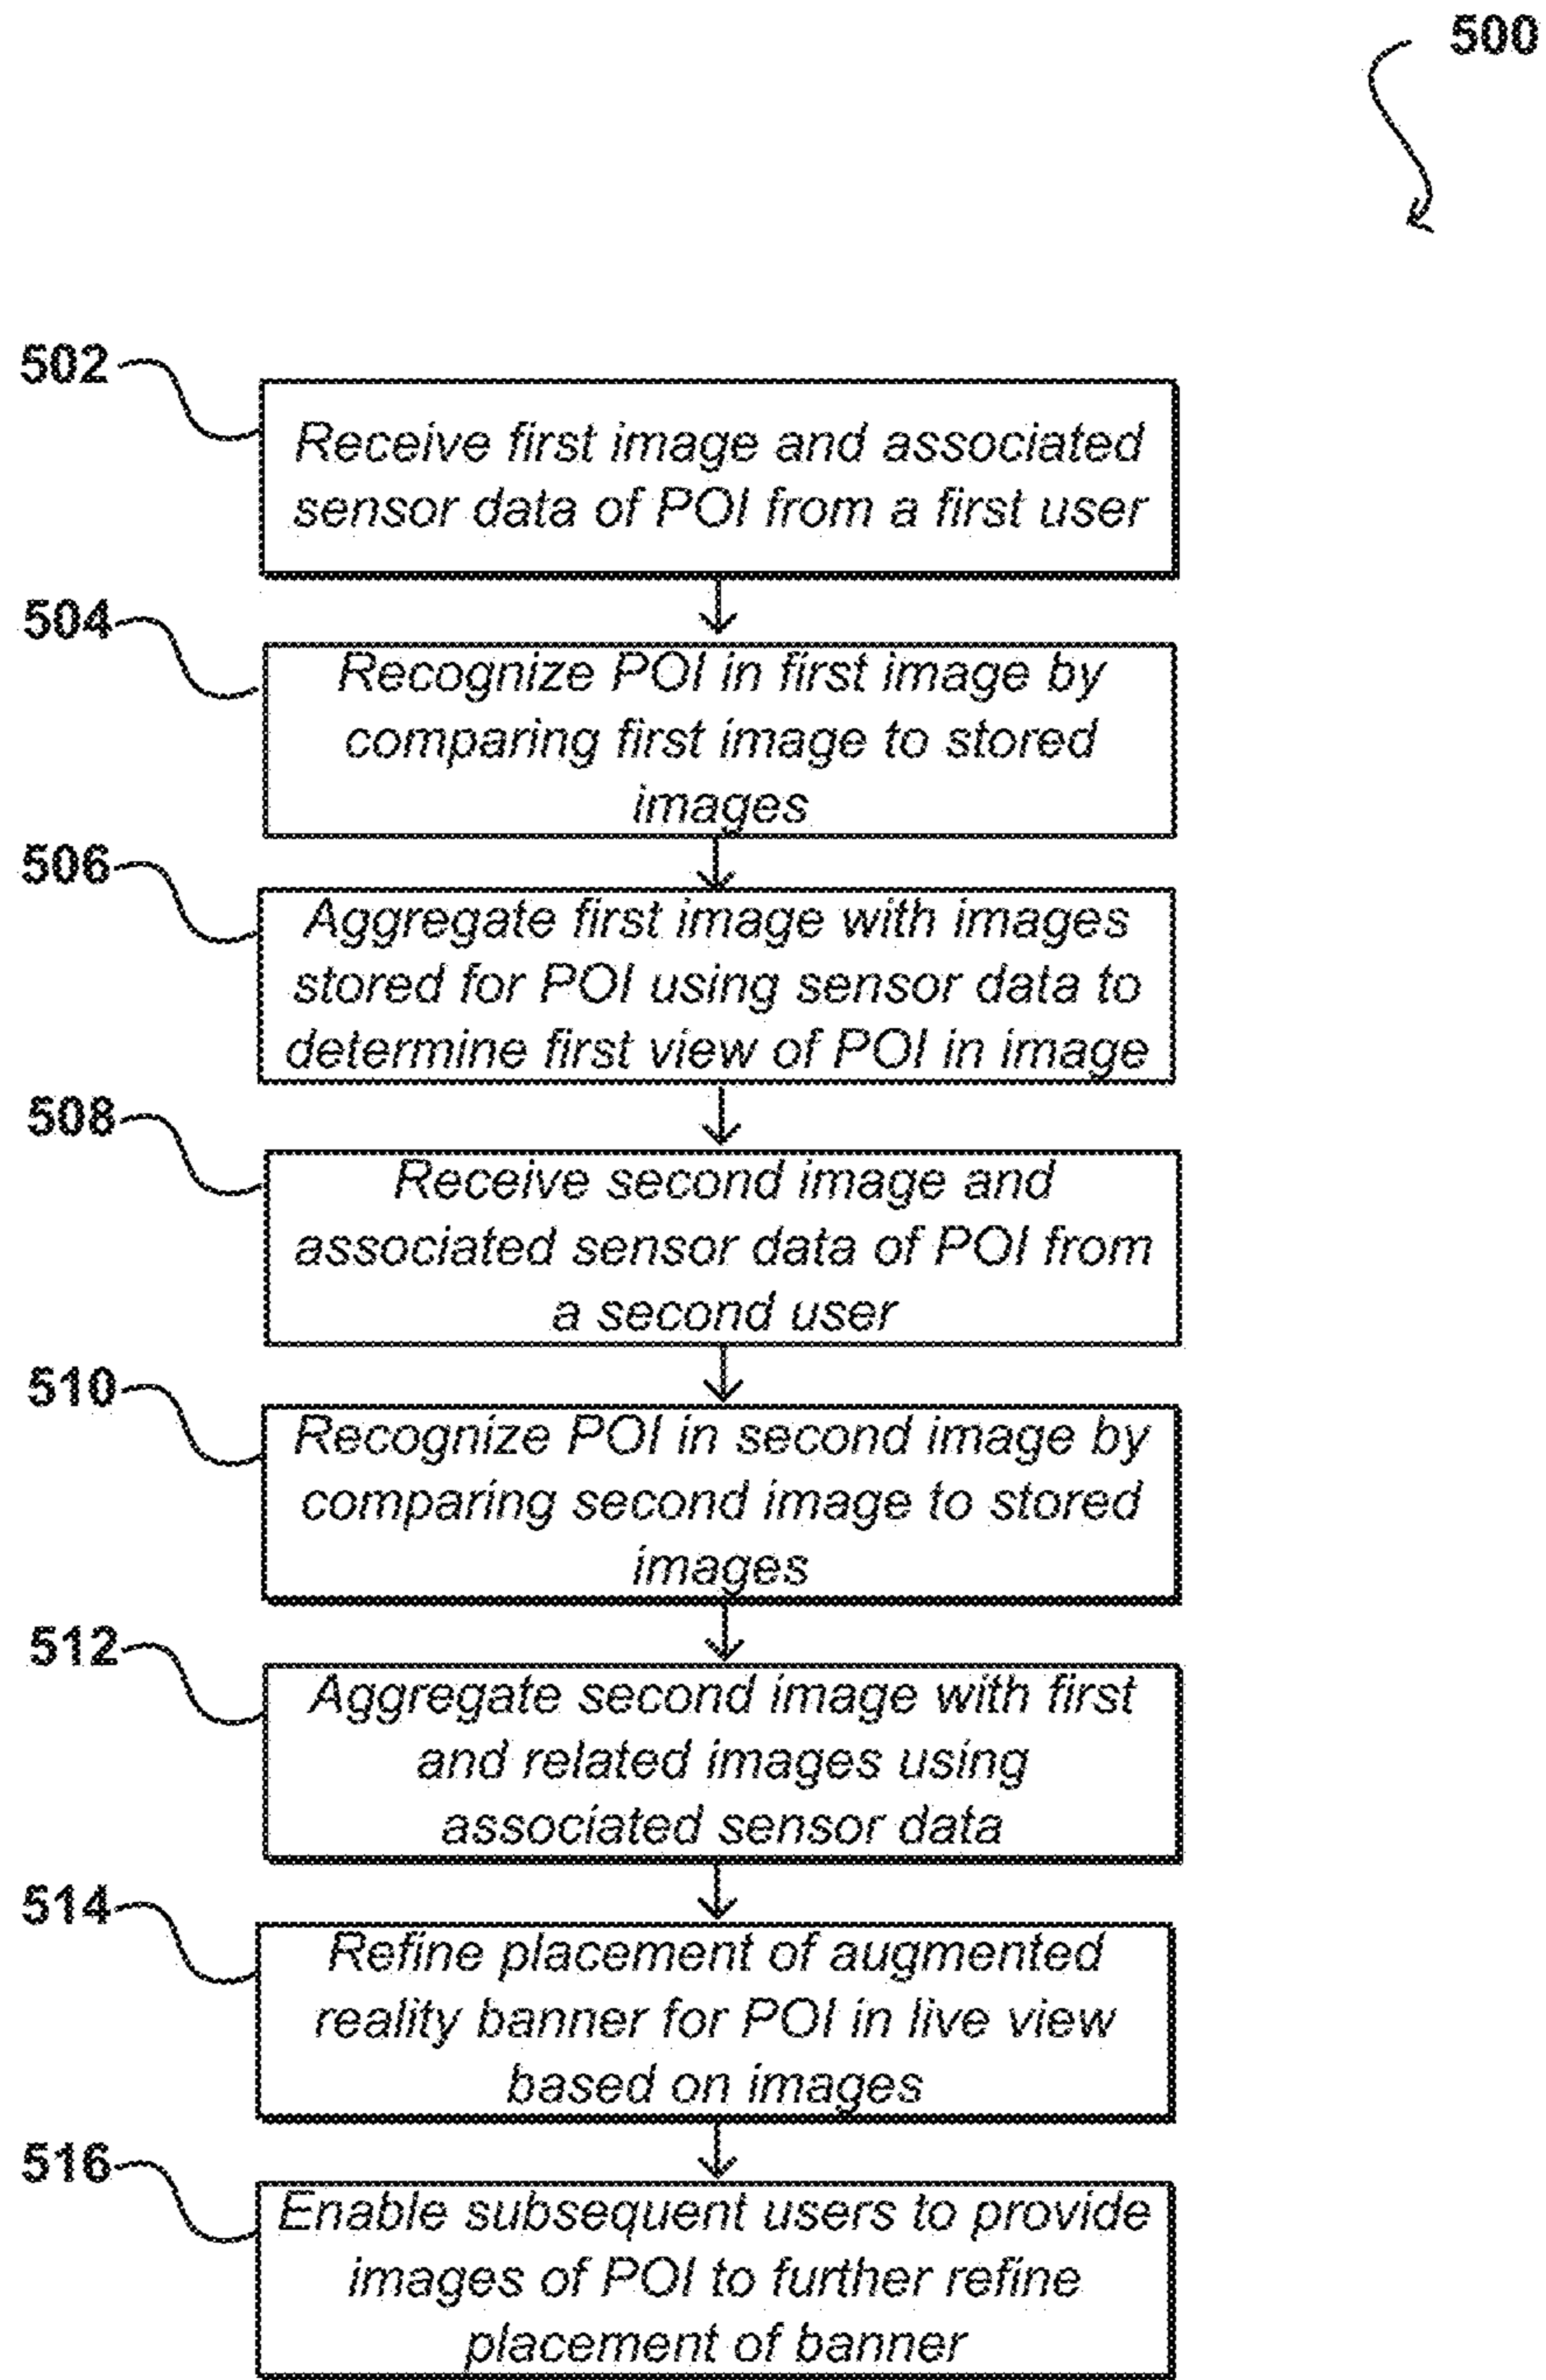 500
502
Receive first image and associated
sensor data of POI from a first user
504
Recognize POI in first image by
comparing first image to stored
images
506
Aggregate first image with images
stored for POI using sensor data to
determine first view of POI in image
508
Receive second image and
associated sensor data of POI from
a second user
510
Recognize POI in second image by
comparing second image to stored
images
512
Aggregate second image with first
and related images using
associated sensor data
514
Refine placement of augmented
reality banner for POI in live view
based on images
516
Enable subsequent users to provide
images of POI to further refine
placement of banner